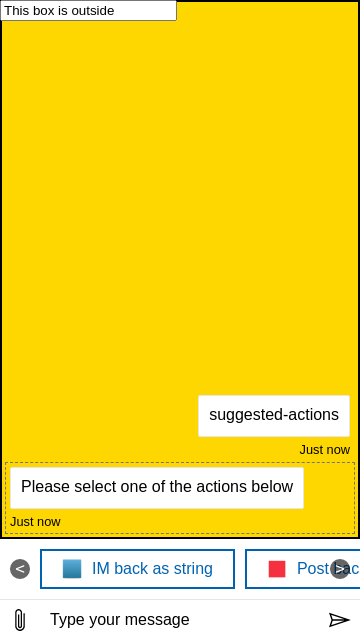 This box is outside
suggested-actions
Just now
Please select one of the actions below
Just now
< IM back as string Post ac >
Type your message